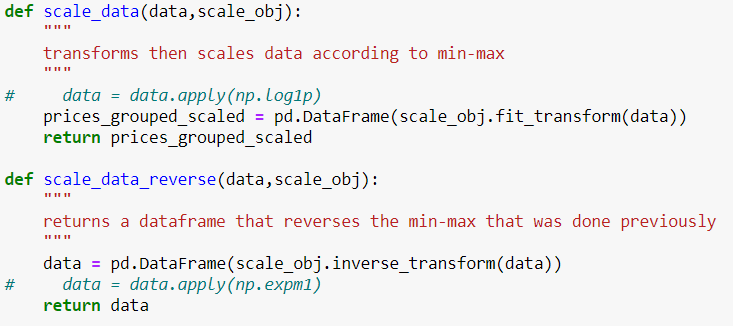 def scale_data(data,scale_obj):
    """
    transforms then scales data according to min-max
    """
#     data = data.apply(np.log1p)
    prices_grouped_scaled = pd.DataFrame(scale_obj.fit_transform(data))
    return prices_grouped_scaled

def scale_data_reverse(data,scale_obj):
    """
    returns a dataframe that reverses the min-max that was done previously
    """
    data = pd.DataFrame(scale_obj.inverse_transform(data))
#     data = data.apply(np.expm1)
    return data